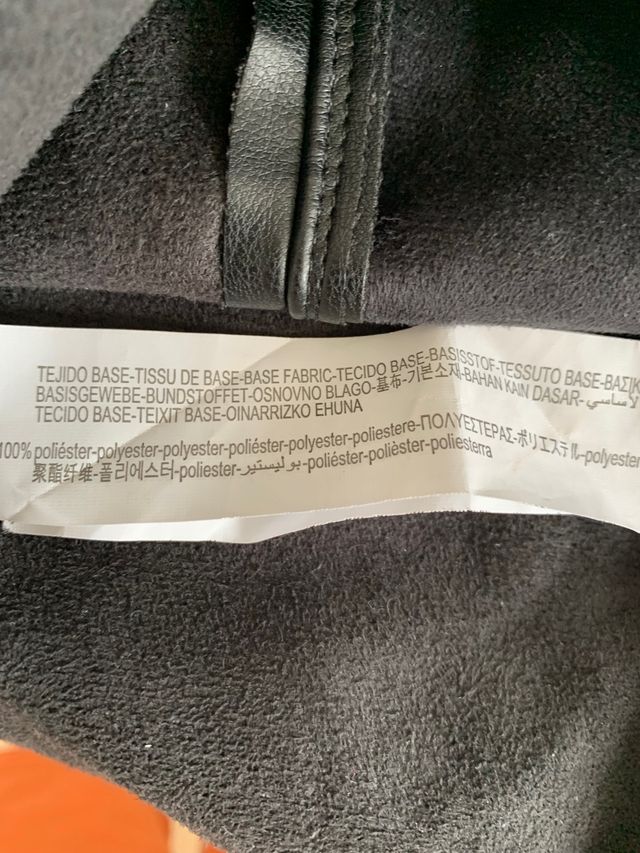 TEJIDO BASE-TISSU DE BASE-BASE FABRIC-TECIDO BASE-BASISSTOF-TESSUTO BASE-ΒΑΣΙΚ
BASISGEWEBE-BUNDSTOFFET-OSNOVNO BLAGO-基布-기본소재-BAHAN KAIN DASAR-الأساسي
TECIDO BASE-TEIXIT BASE-OINARRIZKO EHUNA
100% poliéster-polyester-polyester-poliéster-polyester-poliestere-ΠΟΛΥΕΣΤΕΡΑΣ-ポリエステル-polyester
聚酯纤维-폴리에스터-poliester-بوليستير-poliéster-polièster-poliesterra